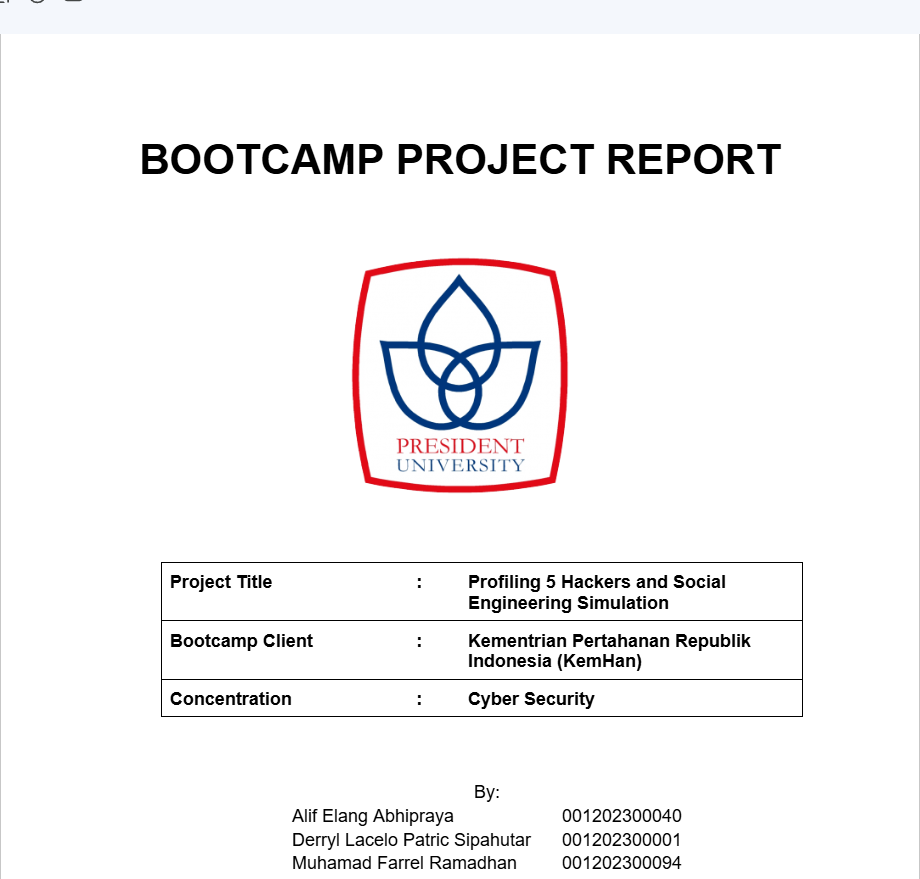 BOOTCAMP PROJECT REPORT
PRESIDENT
UNIVERSITY
Project Title : Profiling 5 Hackers and Social
Engineering Simulation
Bootcamp Client : Kementrian Pertahanan Republik
Indonesia (KemHan)
Concentration : Cyber Security
By:
Alif Elang Abhipraya 001202300040
Derryl Lacelo Patric Sipahutar 001202300001
Muhamad Farrel Ramadhan 001202300094